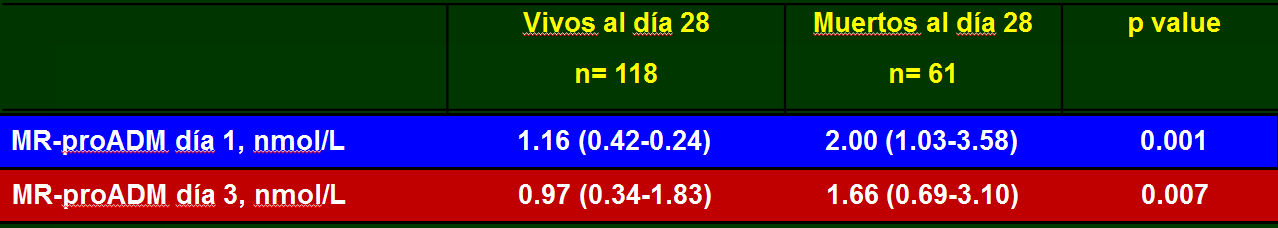 Vivos al día 28 Muertos al día 28 p value
n= 118 n= 61
MR-proADM día 1, nmol/L 1.16 (0.42-0.24) 2.00 (1.03-3.58) 0.001
MR-proADM día 3, nmol/L 0.97 (0.34-1.83) 1.66 (0.69-3.10) 0.007